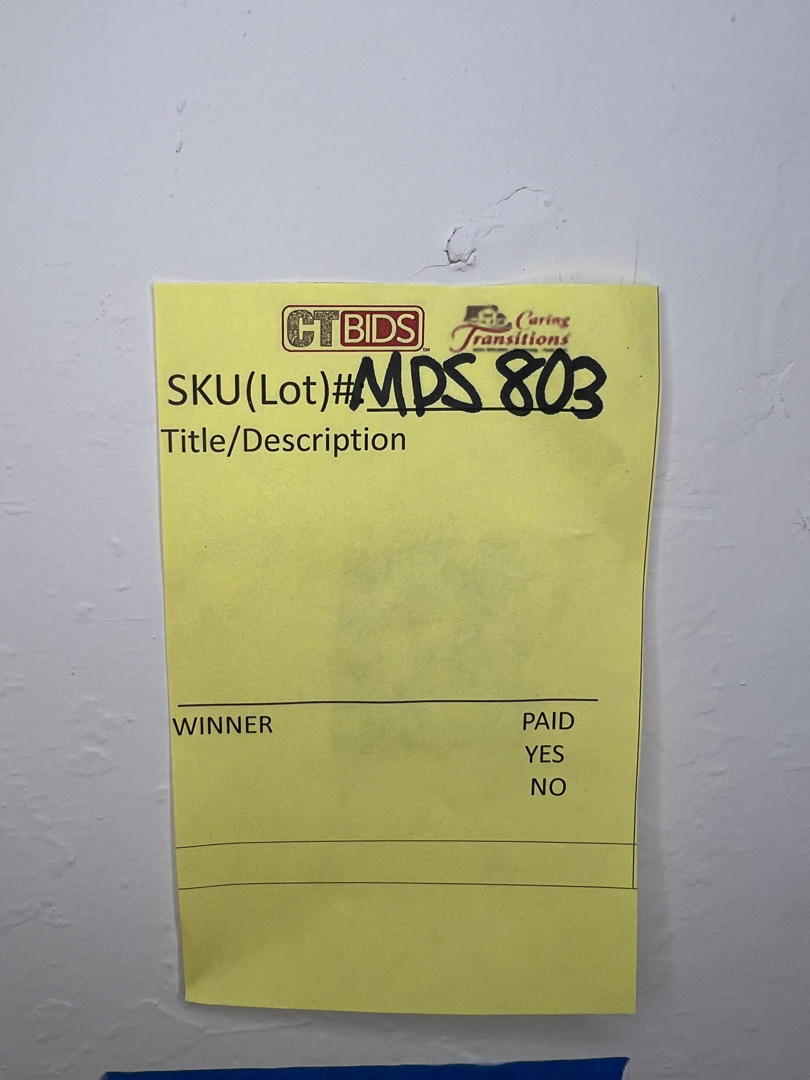 CTBIDS
Caring
Transitions
SKU(Lot)#: MDS 803
Title/Description
WINNER PAID
YES
NO